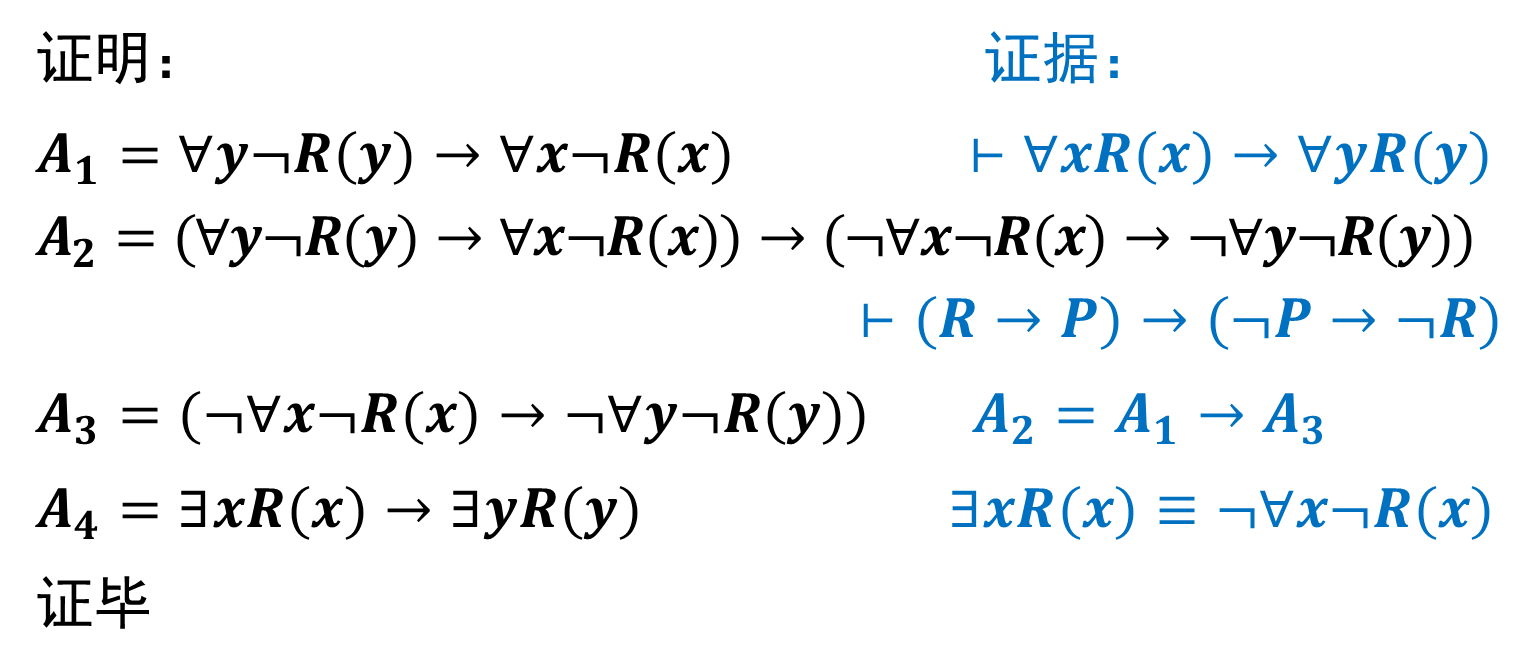 证明： 证据：
A₁ = ∀y¬R(y) → ∀x¬R(x) ⊢ ∀xR(x) → ∀yR(y)
A₂ = (∀y¬R(y) → ∀x¬R(x)) → (¬∀x¬R(x) → ¬∀y¬R(y))
⊢ (R → P) → (¬P → ¬R)
A₃ = (¬∀x¬R(x) → ¬∀y¬R(y)) A₂ = A₁ → A₃
A₄ = ∃xR(x) → ∃yR(y) ∃xR(x) ≡ ¬∀x¬R(x)
证毕